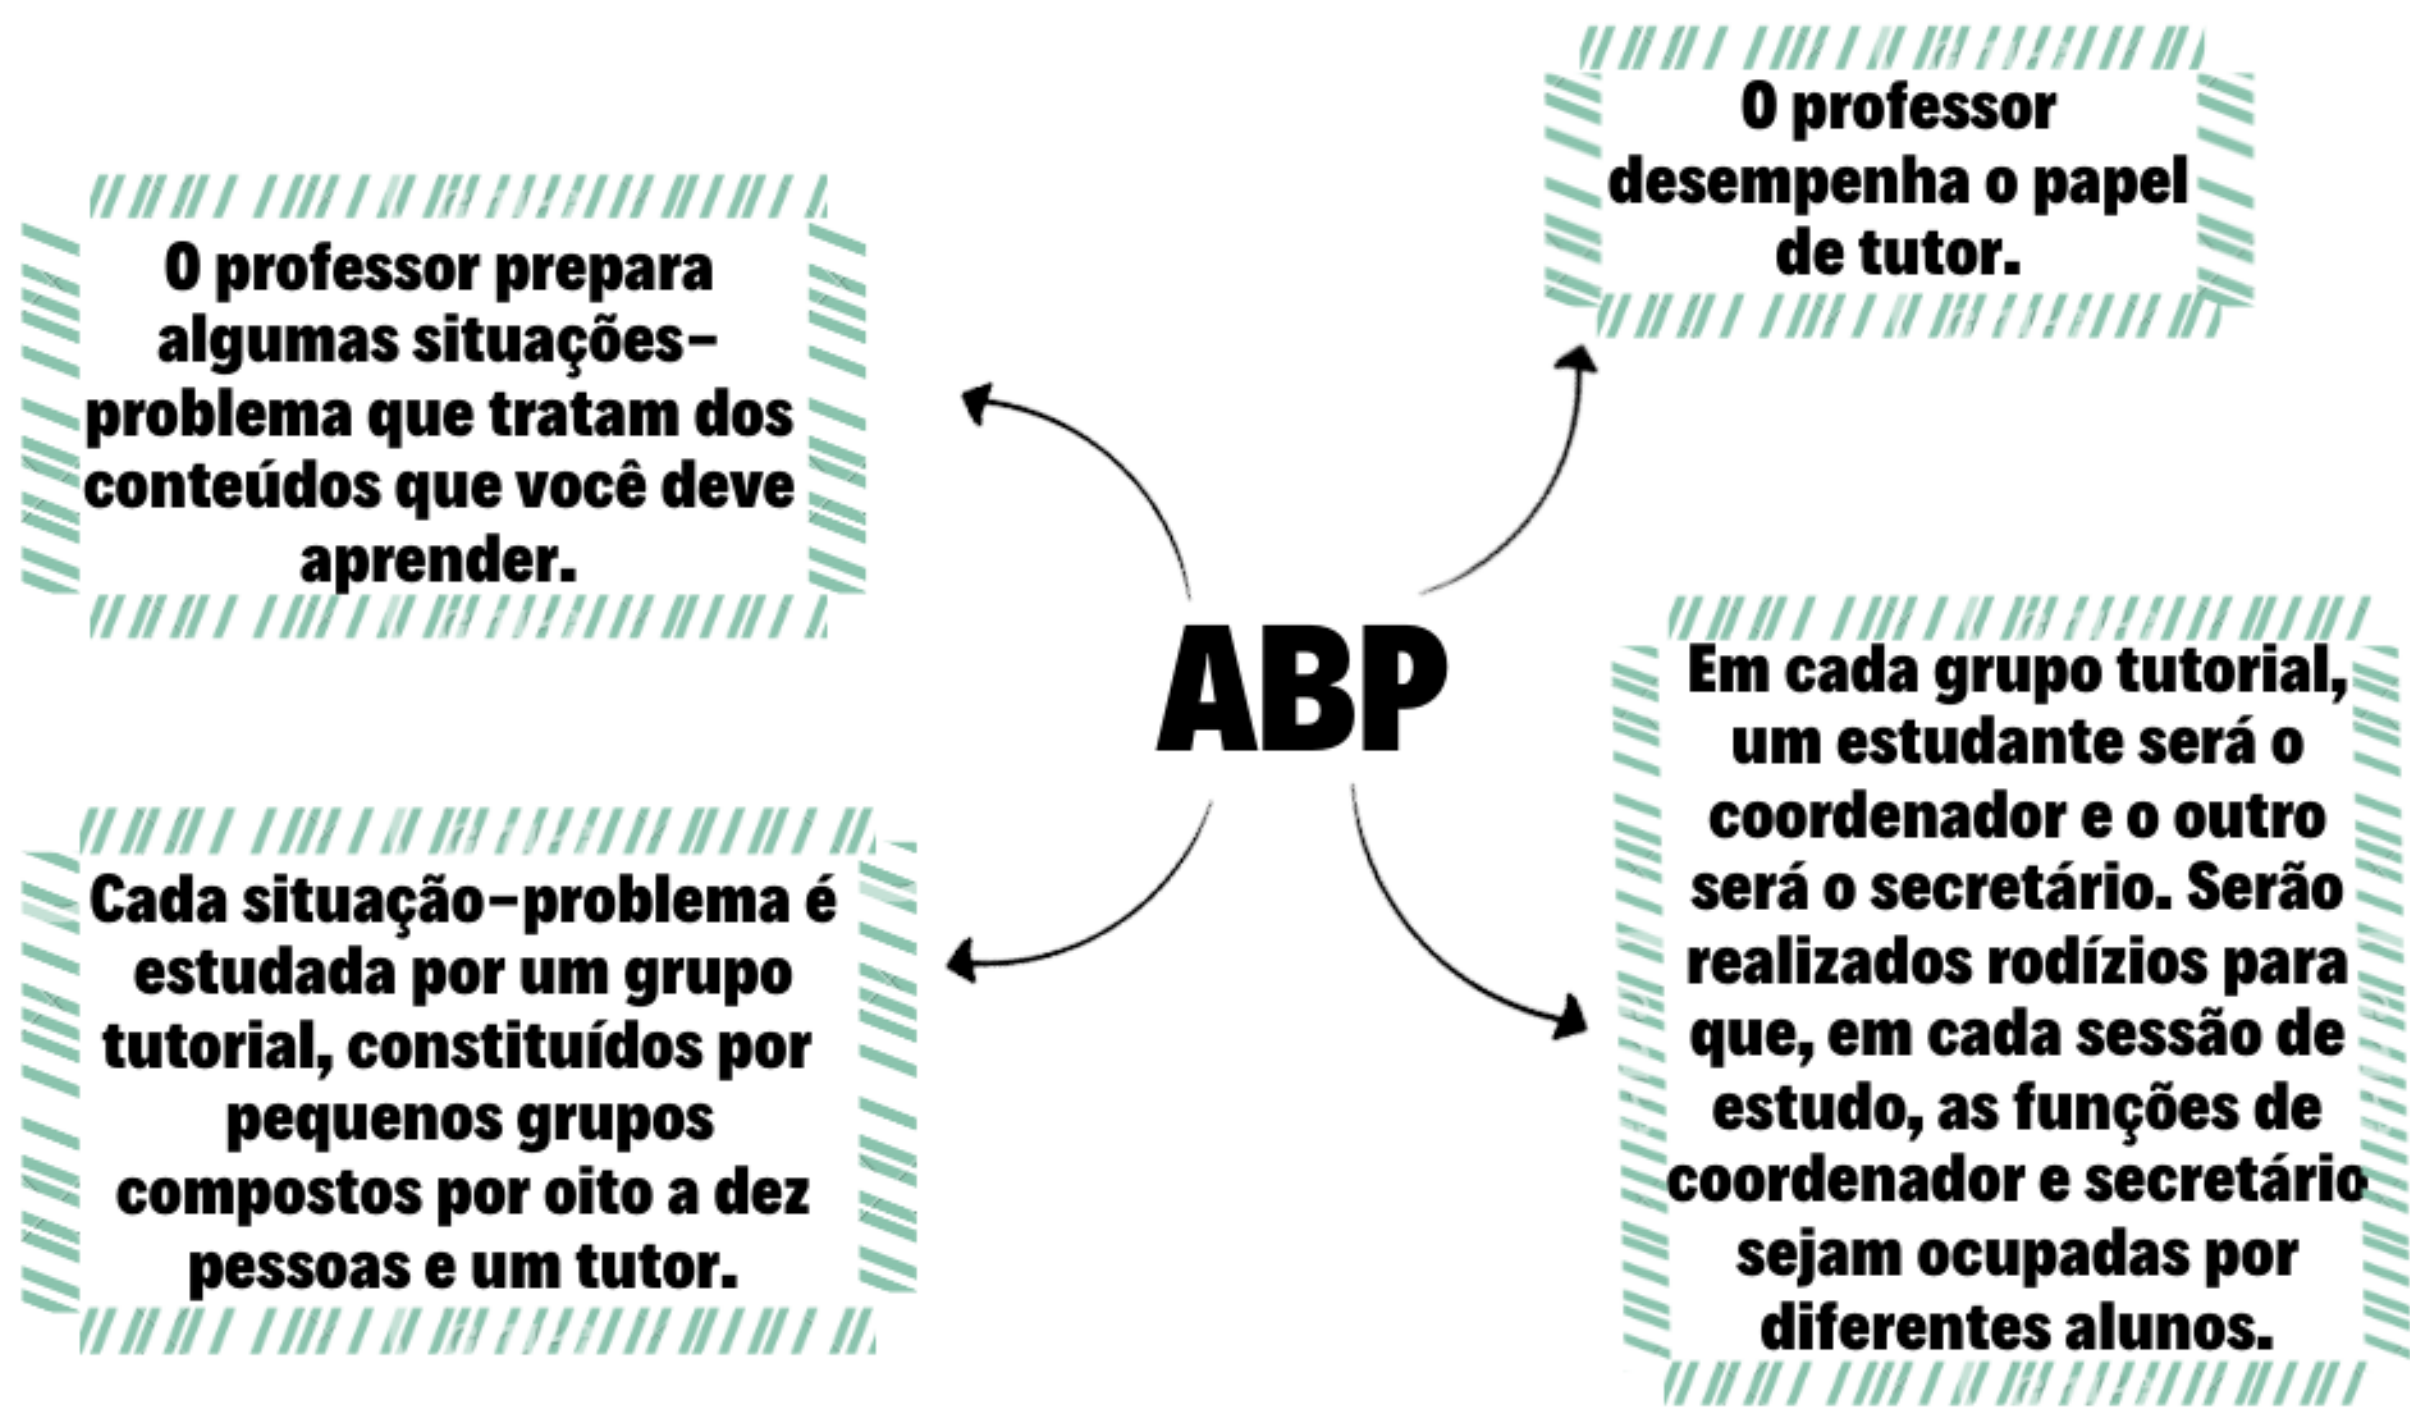 O professor prepara
algumas situações-
problema que tratam dos
conteúdos que você deve
aprender.
O professor
desempenha o papel
de tutor.
ABP
Cada situação-problema é
estudada por um grupo
tutorial, constituídos por
pequenos grupos
compostos por oito a dez
pessoas e um tutor.
Em cada grupo tutorial,
um estudante será o
coordenador e o outro
será o secretário. Serão
realizados rodízios para
que, em cada sessão de
estudo, as funções de
coordenador e secretário
sejam ocupadas por
diferentes alunos.